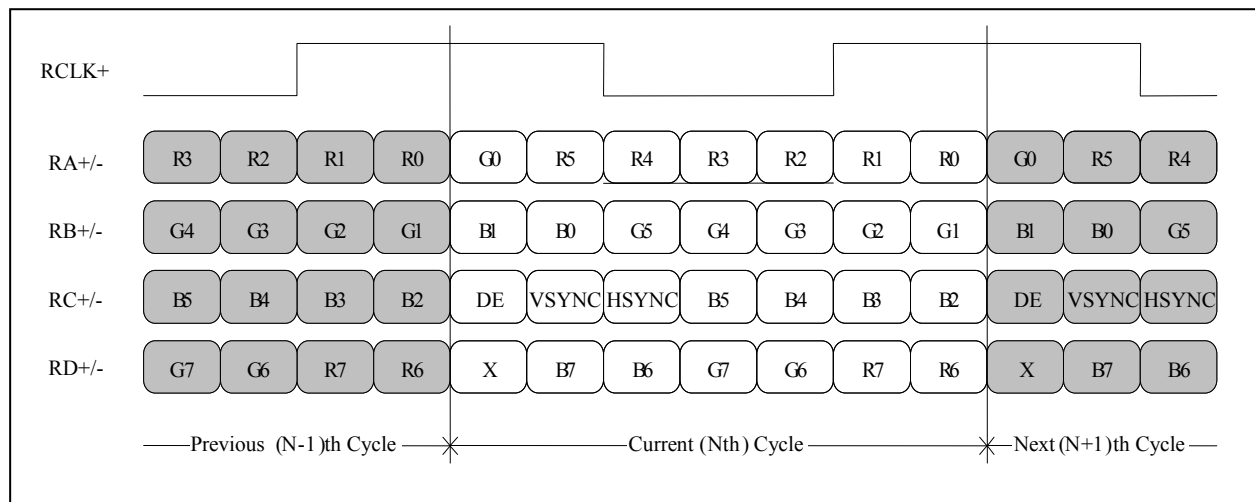 RCLK+
RA+/- R3 R2 R1 R0 G0 R5 R4 R3 R2 R1 R0 G0 R5 R4
RB+/- G4 G3 G2 G1 B1 B0 G5 G4 G3 G2 G1 B1 B0 G5
RC+/- B5 B4 B3 B2 DE VSYNC HSYNC B5 B4 B3 B2 DE VSYNC HSYNC
RD+/- G7 G6 R7 R6 X B7 B6 G7 G6 R7 R6 X B7 B6
Previous (N-1)th Cycle Current (Nth) Cycle Next (N+1)th Cycle